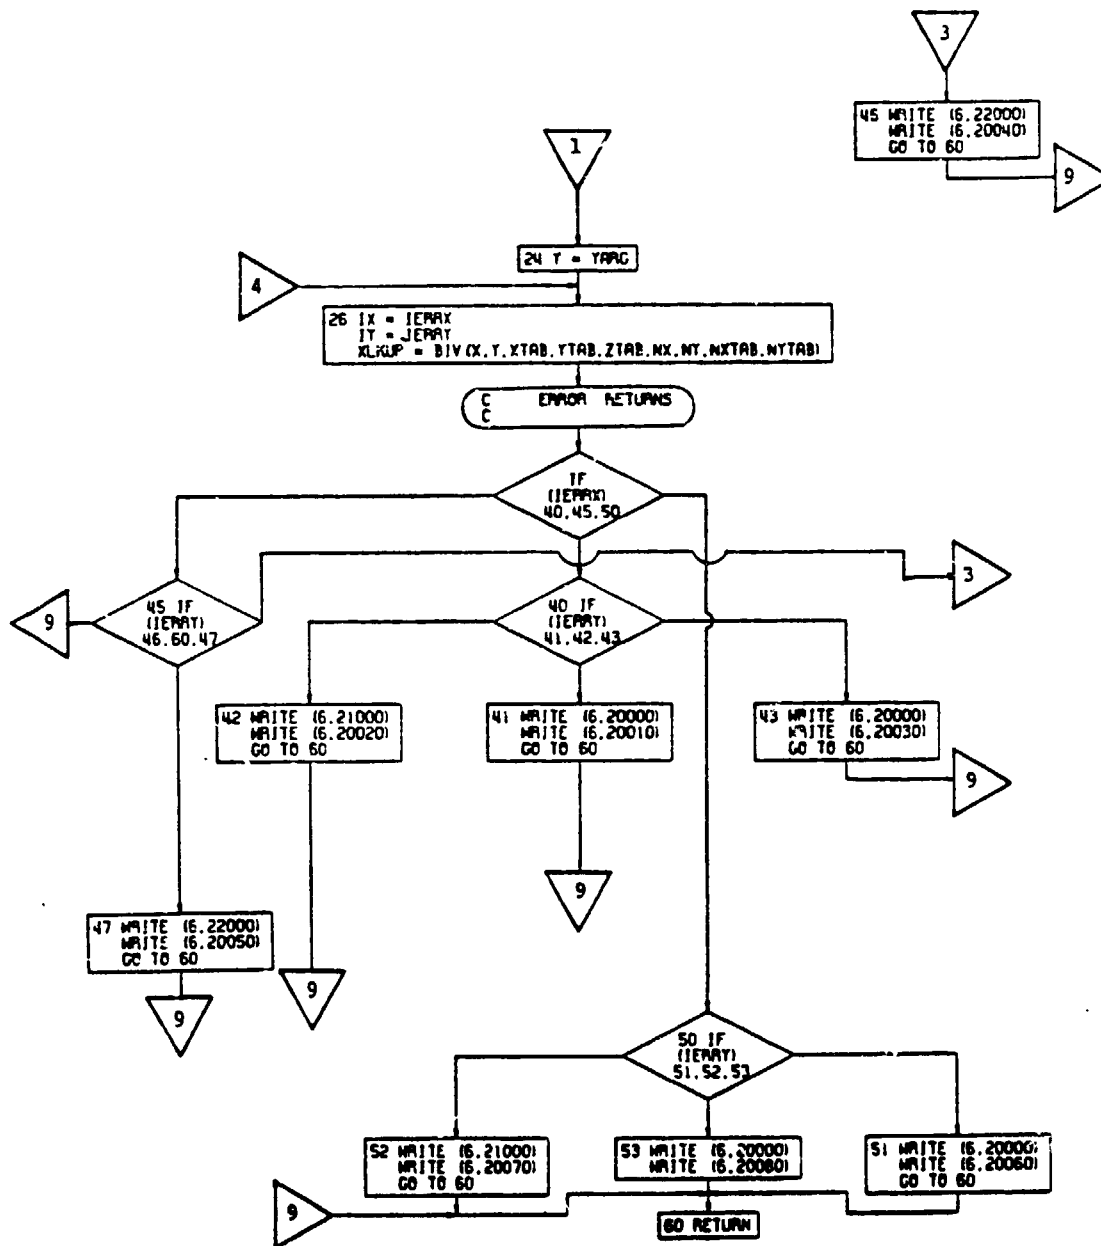 3
45 WRITE (6,22000)
WRITE (6,20040)
GO TO 60
9
1
24 Y = YARG
4
26 IX = IERRX
IY = IERRY
XLKUP = BIV(X,Y,XTAB,YTAB,ZTAB,NX,NY,NXTAB,NYTAB)
C ERROR RETURNS
C
IF
(IERRX)
40,45,50
3
9
45 IF
(IERRY)
46,60,47
40 IF
(IERRY)
41,42,43
42 WRITE (6,21000)
WRITE (6,20020)
GO TO 60
41 WRITE (6,20000)
WRITE (6,20010)
GO TO 60
43 WRITE (6,20000)
WRITE (6,20030)
GO TO 60
9
9
47 WRITE (6,22000)
WRITE (6,20050)
GO TO 60
9
9
50 IF
(IERRY)
51,52,53
52 WRITE (6,21000)
WRITE (6,20070)
GO TO 60
53 WRITE (6,20000)
WRITE (6,20080)
51 WRITE (6,20000)
WRITE (6,20060)
GO TO 60
9
60 RETURN